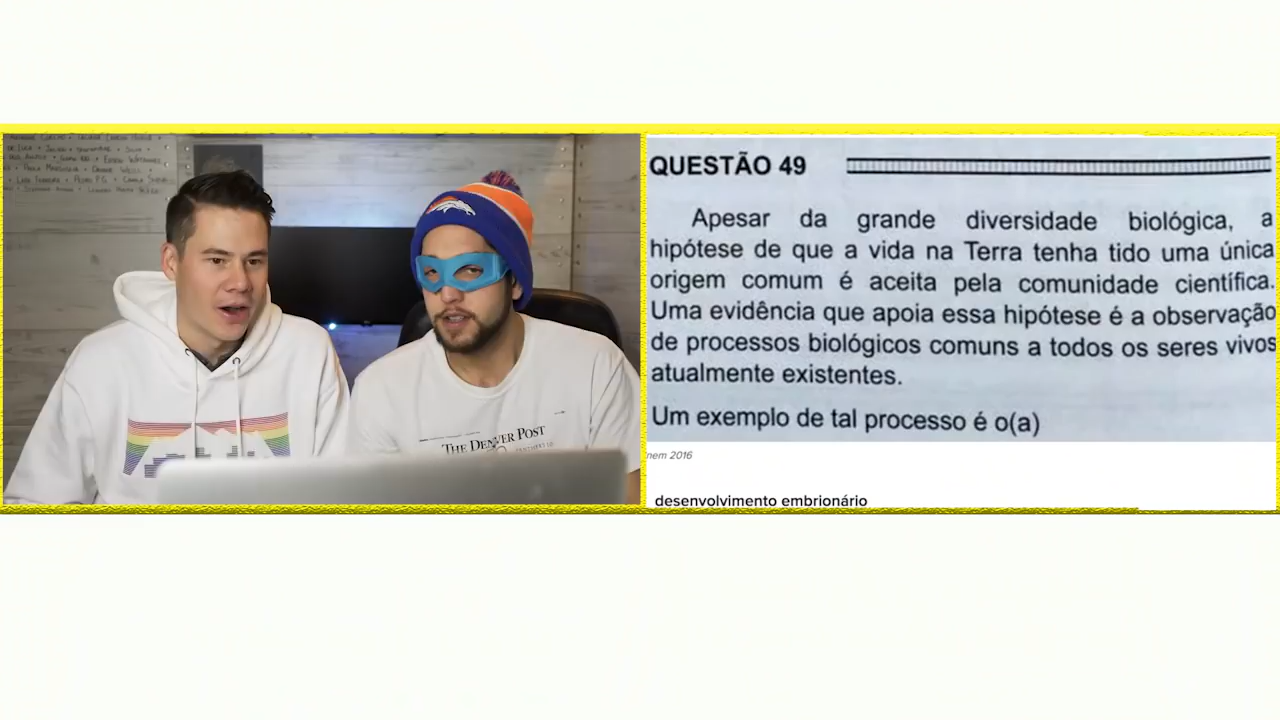 QUESTÃO 49
Apesar da grande diversidade biológica, a
hipótese de que a vida na Terra tenha tido uma única
origem comum é aceita pela comunidade científica.
Uma evidência que apoia essa hipótese é a observação
de processos biológicos comuns a todos os seres vivos
atualmente existentes.
Um exemplo de tal processo é o(a)
nem 2016
desenvolvimento embrionário
THE DENVER POST